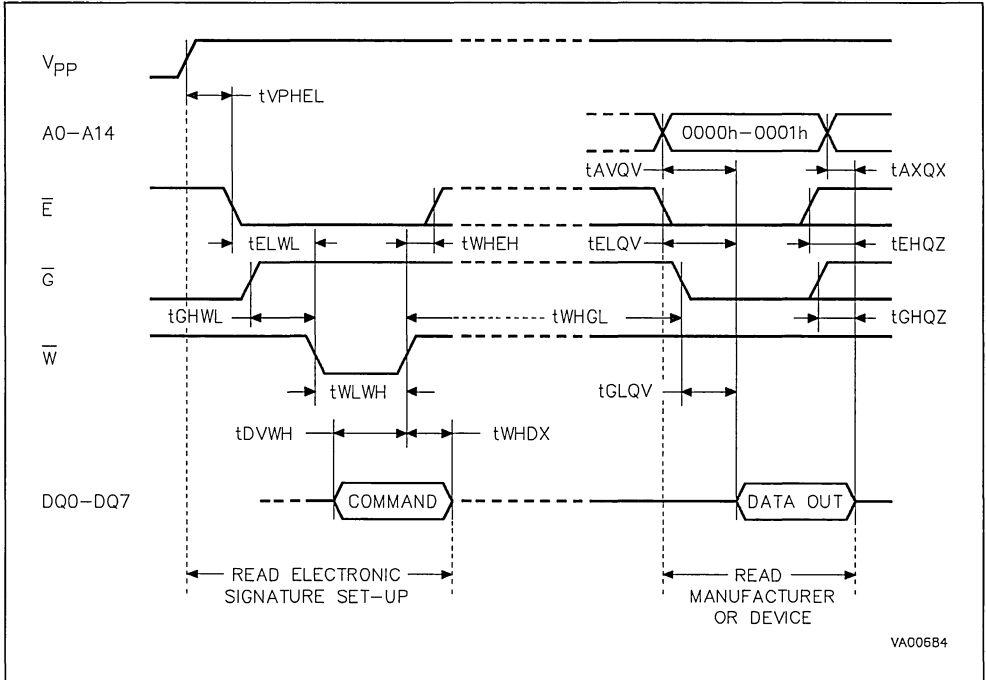 VPP
tVPHEL
A0-A14
0000h-0001h
tAVQV
tAXQX
E
tELWL
tWHEH
tELQV
tEHQZ
G
tGHWL
tWHGL
tGHQZ
W
tWLWH
tGLQV
tDVWH
tWHDX
DQ0-DQ7
COMMAND
DATA OUT
READ ELECTRONIC
SIGNATURE SET-UP
READ
MANUFACTURER
OR DEVICE
VA00684